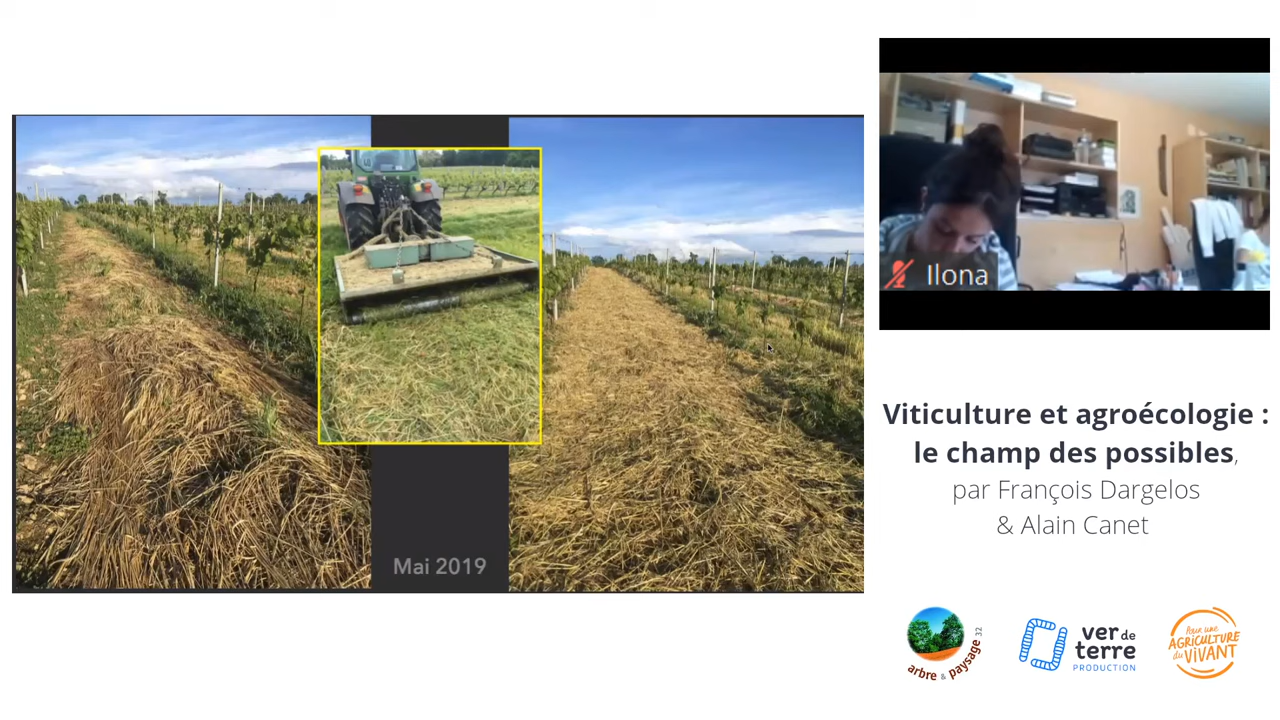 Mai 2019
Ilona
Viticulture et agroécologie :
le champ des possibles,
par François Dargelos
& Alain Canet
arbre & paysage 32
ver de
terre
PRODUCTION
Pour une
AGRICULTURE
du ViVANT